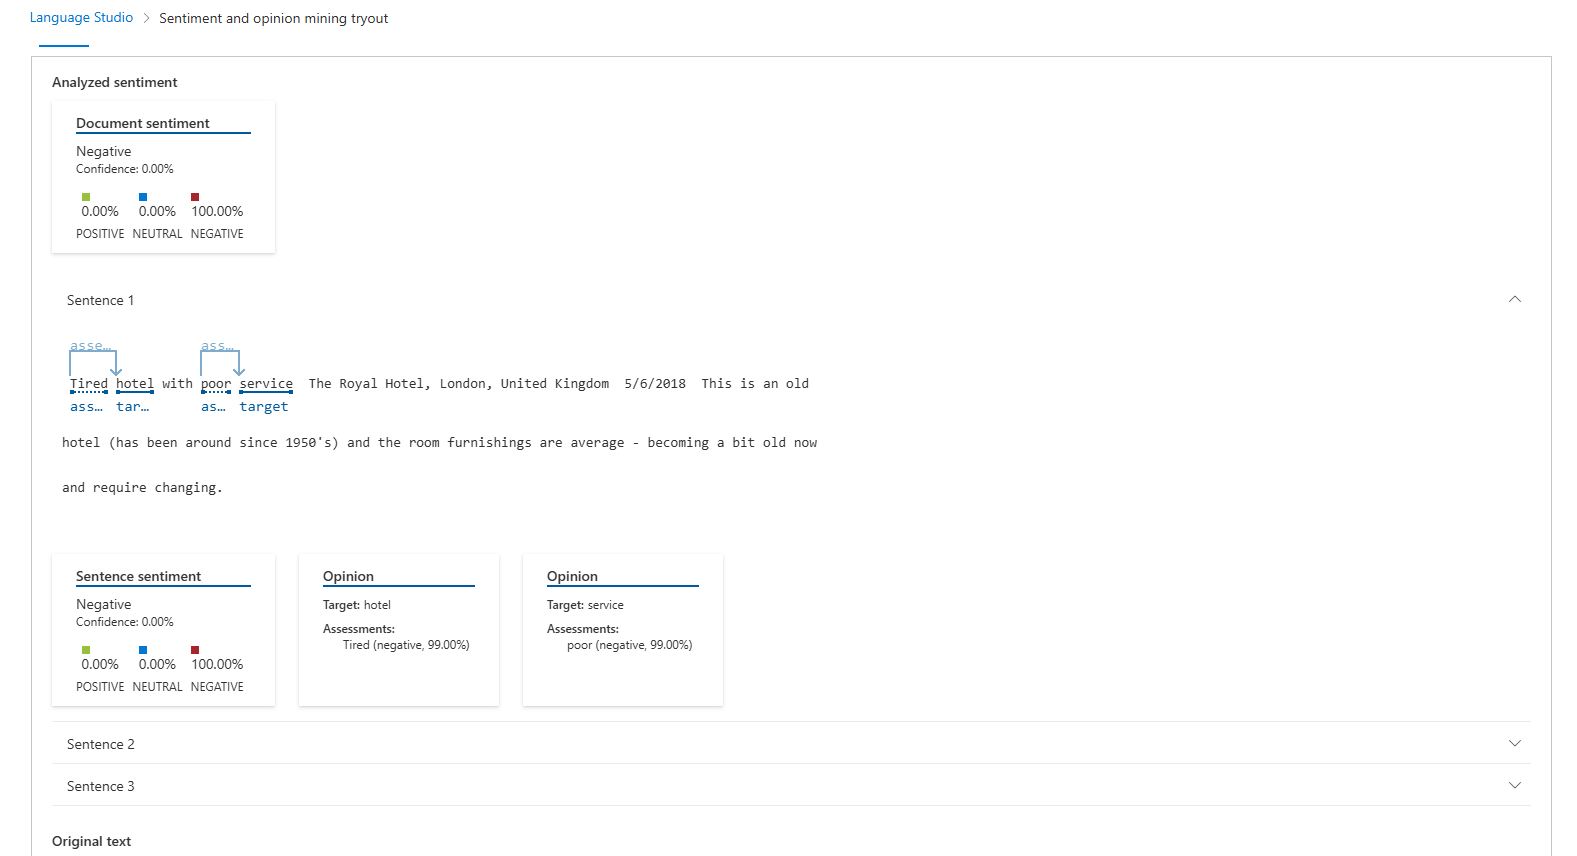 Language Studio > Sentiment and opinion mining tryout
Analyzed sentiment
Document sentiment
Negative
Confidence: 0.00%
0.00% 0.00% 100.00%
POSITIVE NEUTRAL NEGATIVE
Sentence 1
asse… ass…
Tired hotel with poor service The Royal Hotel, London, United Kingdom 5/6/2018 This is an old
ass… tar… as… target
hotel (has been around since 1950's) and the room furnishings are average - becoming a bit old now
and require changing.
Sentence sentiment
Negative
Confidence: 0.00%
0.00% 0.00% 100.00%
POSITIVE NEUTRAL NEGATIVE
Opinion
Target: hotel
Assessments:
Tired (negative, 99.00%)
Opinion
Target: service
Assessments:
poor (negative, 99.00%)
Sentence 2
Sentence 3
Original text